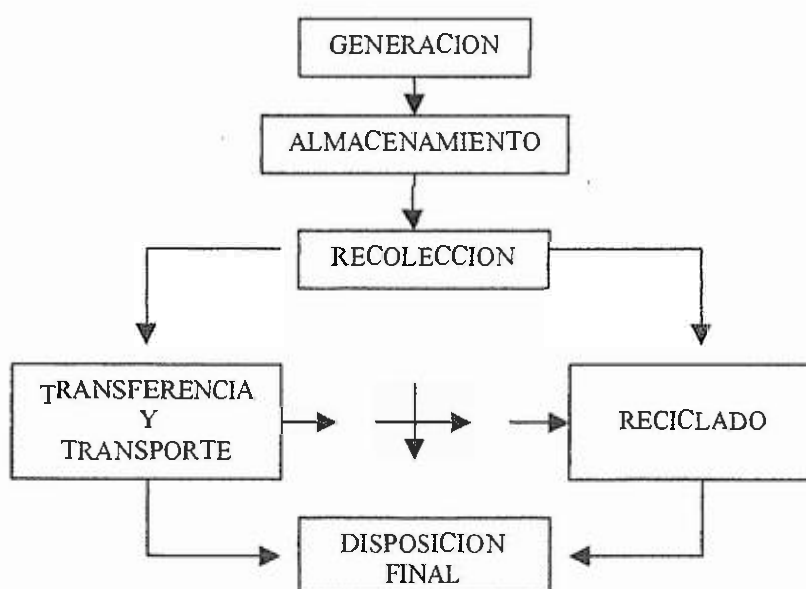 GENERACION
ALMACENAMIENTO
RECOLECCION
TRANSFERENCIA
Y
TRANSPORTE
RECICLADO
DISPOSICION
FINAL